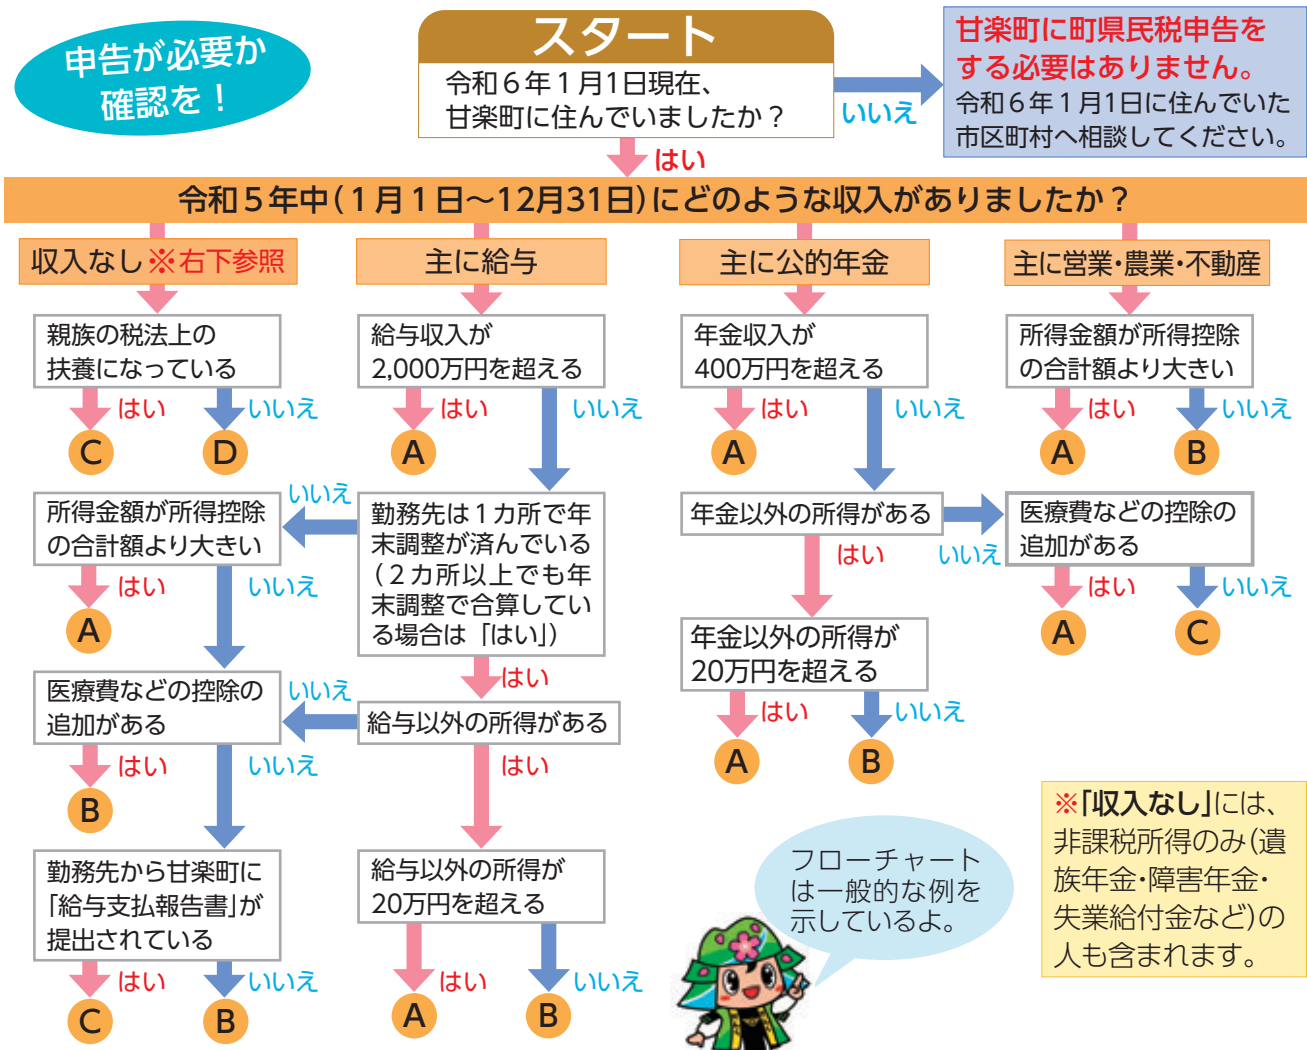 申告が必要か
確認を！
スタート
令和６年１月1日現在、
甘楽町に住んでいましたか？
いいえ
甘楽町に町県民税申告を
する必要はありません。
令和６年１月1日に住んでいた
市区町村へ相談してください。
はい
令和５年中(１月１日～12月31日)にどのような収入がありましたか？
収入なし※右下参照
主に給与
主に公的年金
主に営業・農業・不動産
親族の税法上の
扶養になっている
はい
いいえ
C
D
給与収入が
2,000万円を超える
はい
いいえ
A
年金収入が
400万円を超える
はい
いいえ
A
所得金額が所得控除
の合計額より大きい
はい
いいえ
A
B
所得金額が所得控除
の合計額より大きい
いいえ
はい
いいえ
A
勤務先は１カ所で年
末調整が済んでいる
(２カ所以上でも年
末調整で合算してい
る場合は「はい」)
はい
年金以外の所得がある
はい
いいえ
医療費などの控除の
追加がある
はい
いいえ
A
C
年金以外の所得が
20万円を超える
はい
いいえ
A
B
医療費などの控除の
追加がある
いいえ
はい
いいえ
B
給与以外の所得がある
はい
勤務先から甘楽町に
「給与支払報告書」が
提出されている
はい
いいえ
C
B
給与以外の所得が
20万円を超える
はい
いいえ
A
B
フローチャート
は一般的な例を
示しているよ。
※「収入なし」には、
非課税所得のみ(遺
族年金・障害年金・
失業給付金など)の
人も含まれます。